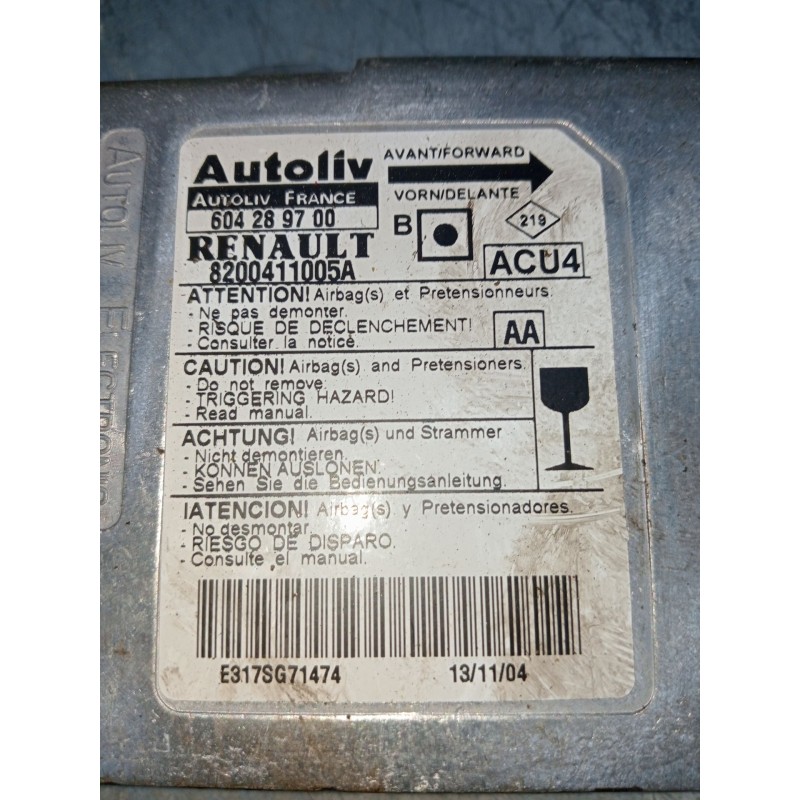 Autoliv
AVANT/FORWARD
AUTOLIV FRANCE
VORN/DELANTE
604 28 97 00
B
219
RENAULT
8200411005A
ACU4
ATTENTION! Airbag(s) et Pretensionneurs.
- Ne pas demonter.
- RISQUE DE DECLENCHEMENT!
- Consulter la notice.
AA
CAUTION! Airbag(s) and Pretensioners.
- Do not remove.
- TRIGGERING HAZARD!
- Read manual.
ACHTUNG! Airbag(s) und Strammer
- Nicht demontieren.
- KONNEN AUSLONEN.
- Sehen Sie die Bedienungsanleitung.
IATENCION! Airbag(s) y Pretensionadores.
- No desmontar.
- RIESGO DE DISPARO.
- Consulte el manual.
E317SG71474
13/11/04
AUTOLIV ELECTRONIC